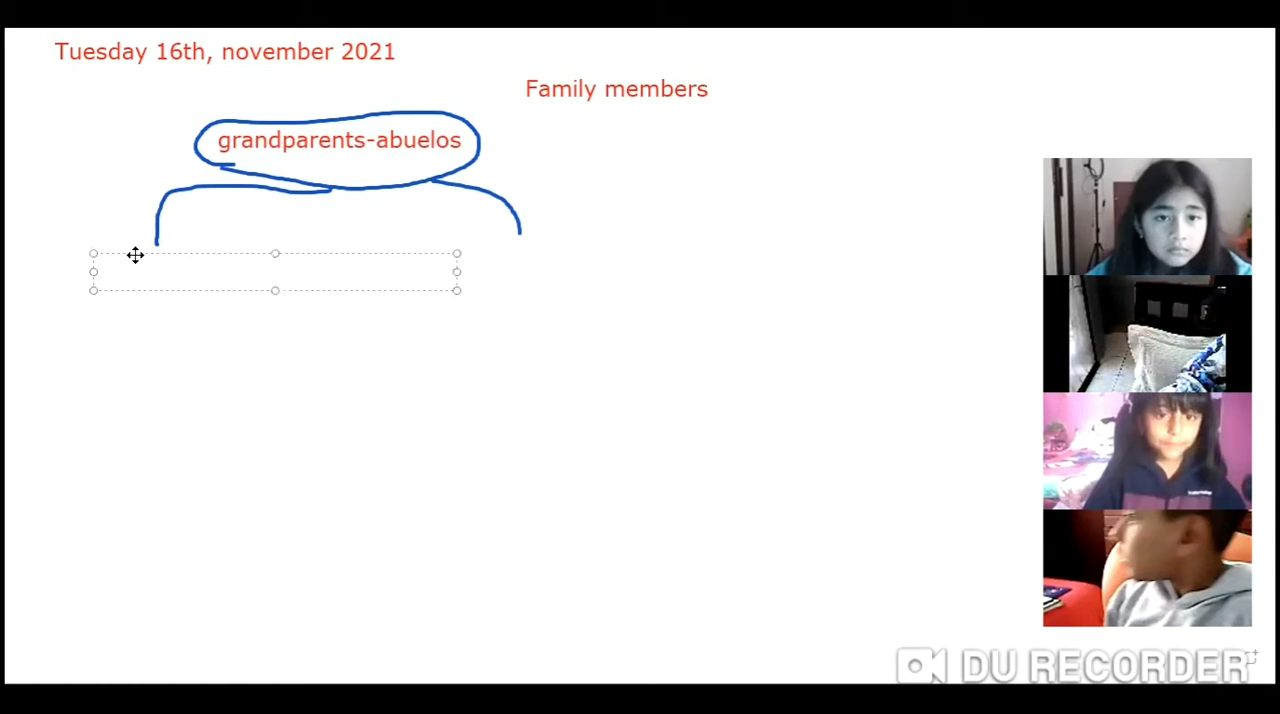 Tuesday 16th, november 2021
Family members
grandparents-abuelos
DU RECORDER